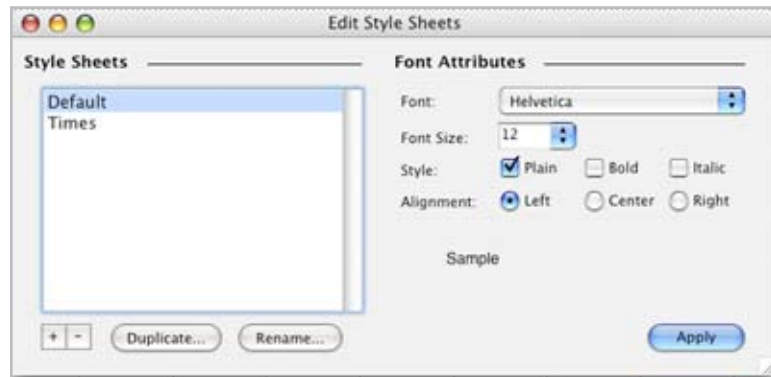 Edit Style Sheets
Style Sheets
Default
Times
+ -
Duplicate...
Rename...
Font Attributes
Font: Helvetica
Font Size: 12
Style: Plain Bold Italic
Alignment: Left Center Right
Sample
Apply